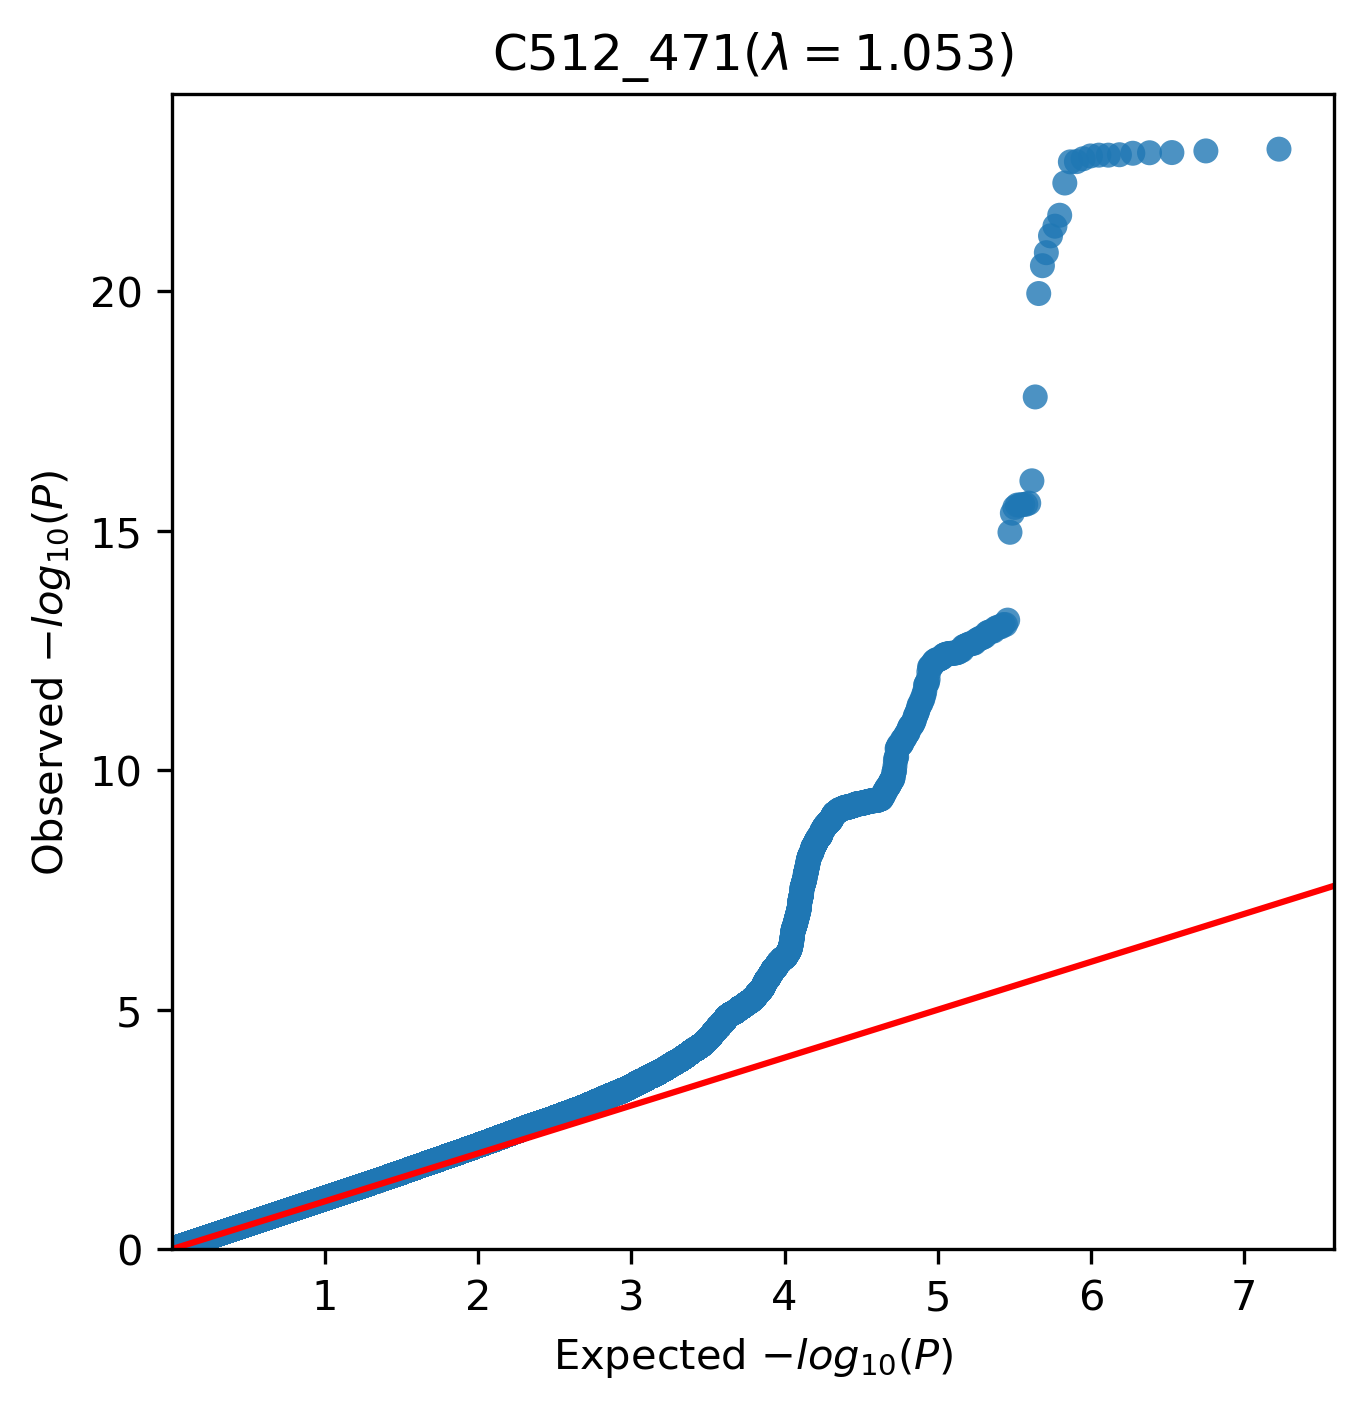 C512_471(λ = 1.053)
20
15
10
5
0
1 2 3 4 5 6 7
Observed −log₁₀(P)
Expected −log₁₀(P)